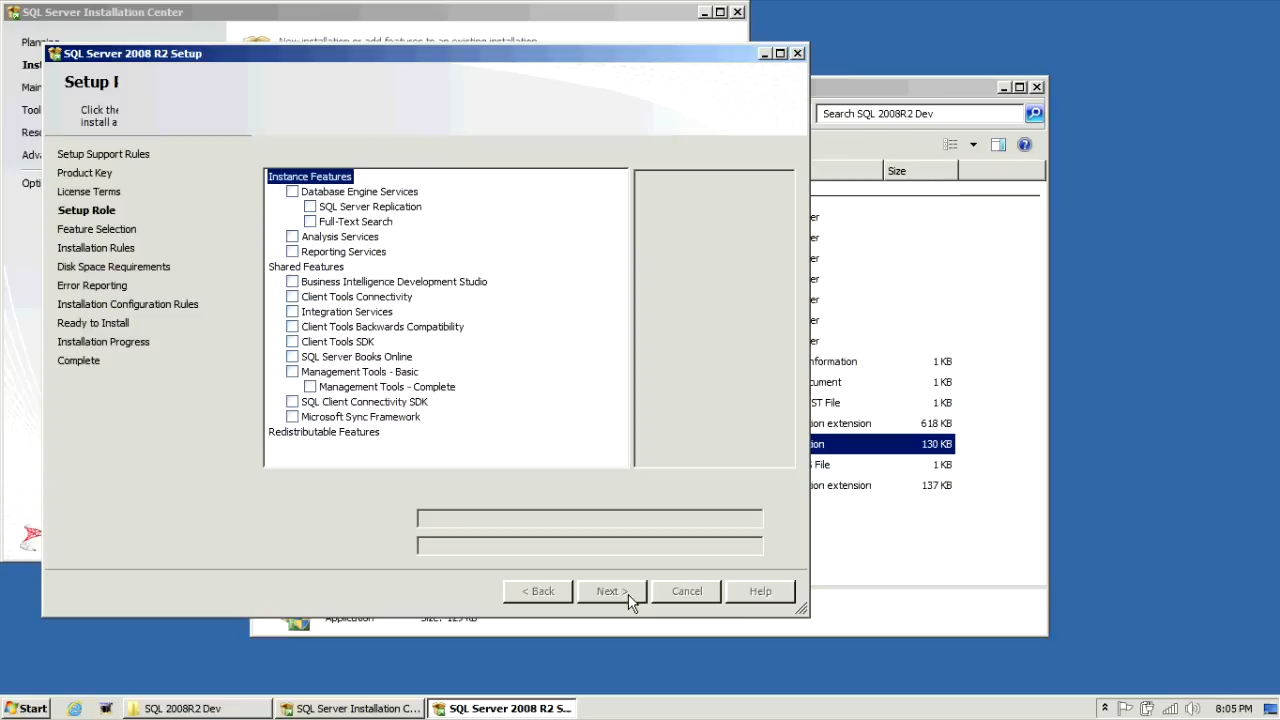 SQL Server Installation Center
SQL Server 2008 R2 Setup
Setup
Click the
install a
Setup Support Rules
Product Key
License Terms
Setup Role
Feature Selection
Installation Rules
Disk Space Requirements
Error Reporting
Installation Configuration Rules
Ready to Install
Installation Progress
Complete
Instance Features
Database Engine Services
SQL Server Replication
Full-Text Search
Analysis Services
Reporting Services
Shared Features
Business Intelligence Development Studio
Client Tools Connectivity
Integration Services
Client Tools Backwards Compatibility
Client Tools SDK
SQL Server Books Online
Management Tools - Basic
Management Tools - Complete
SQL Client Connectivity SDK
Microsoft Sync Framework
Redistributable Features
< Back Next > Cancel Help
Search SQL 2008R2 Dev
Size
1 KB
1 KB
ST File 1 KB
extension 618 KB
130 KB
File 1 KB
extension 137 KB
Start SQL 2008R2 Dev SQL Server Installation C... SQL Server 2008 R2 S... 8:05 PM